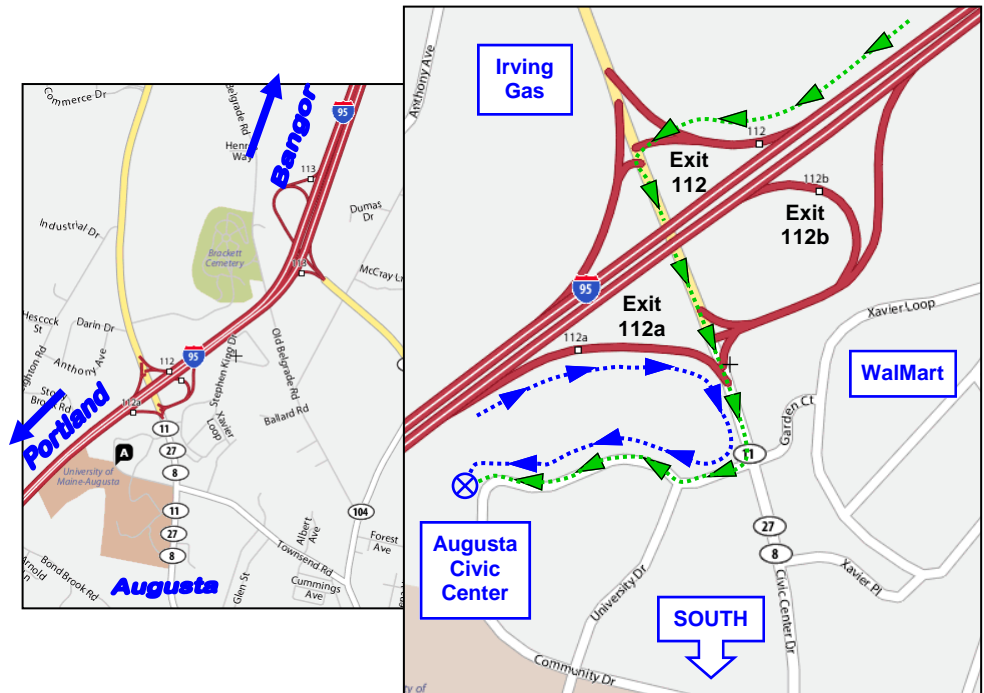 Commerce Dr
Belgrade Rd
Bangor
95
Henry
Way
113
Dumas
Dr
Industrial Dr
Brackett
Cemetery
113
McCray Ln
Hescock
St
Darin Dr
Anthony Ave
95
Stephen King Dr
Old Belgrade Rd
112
112a
Xavier
Loop
Ballard Rd
Portland
11
A
27
8
University of
Maine-Augusta
11
27
8
104
Albert
Ave
Forest
Ave
Townsend Rd
Cummings
Ave
Glen St
Bond Brook Rd
Arnold
Augusta
Anthony Ave
Irving
Gas
112
Exit
112
112b
Exit
112b
95
Exit
112a
112a
Xavier Loop
WalMart
Garden Ct
11
27
8
Augusta
Civic
Center
University Dr
Civic Center Dr
Xavier Pl
SOUTH
Community Dr